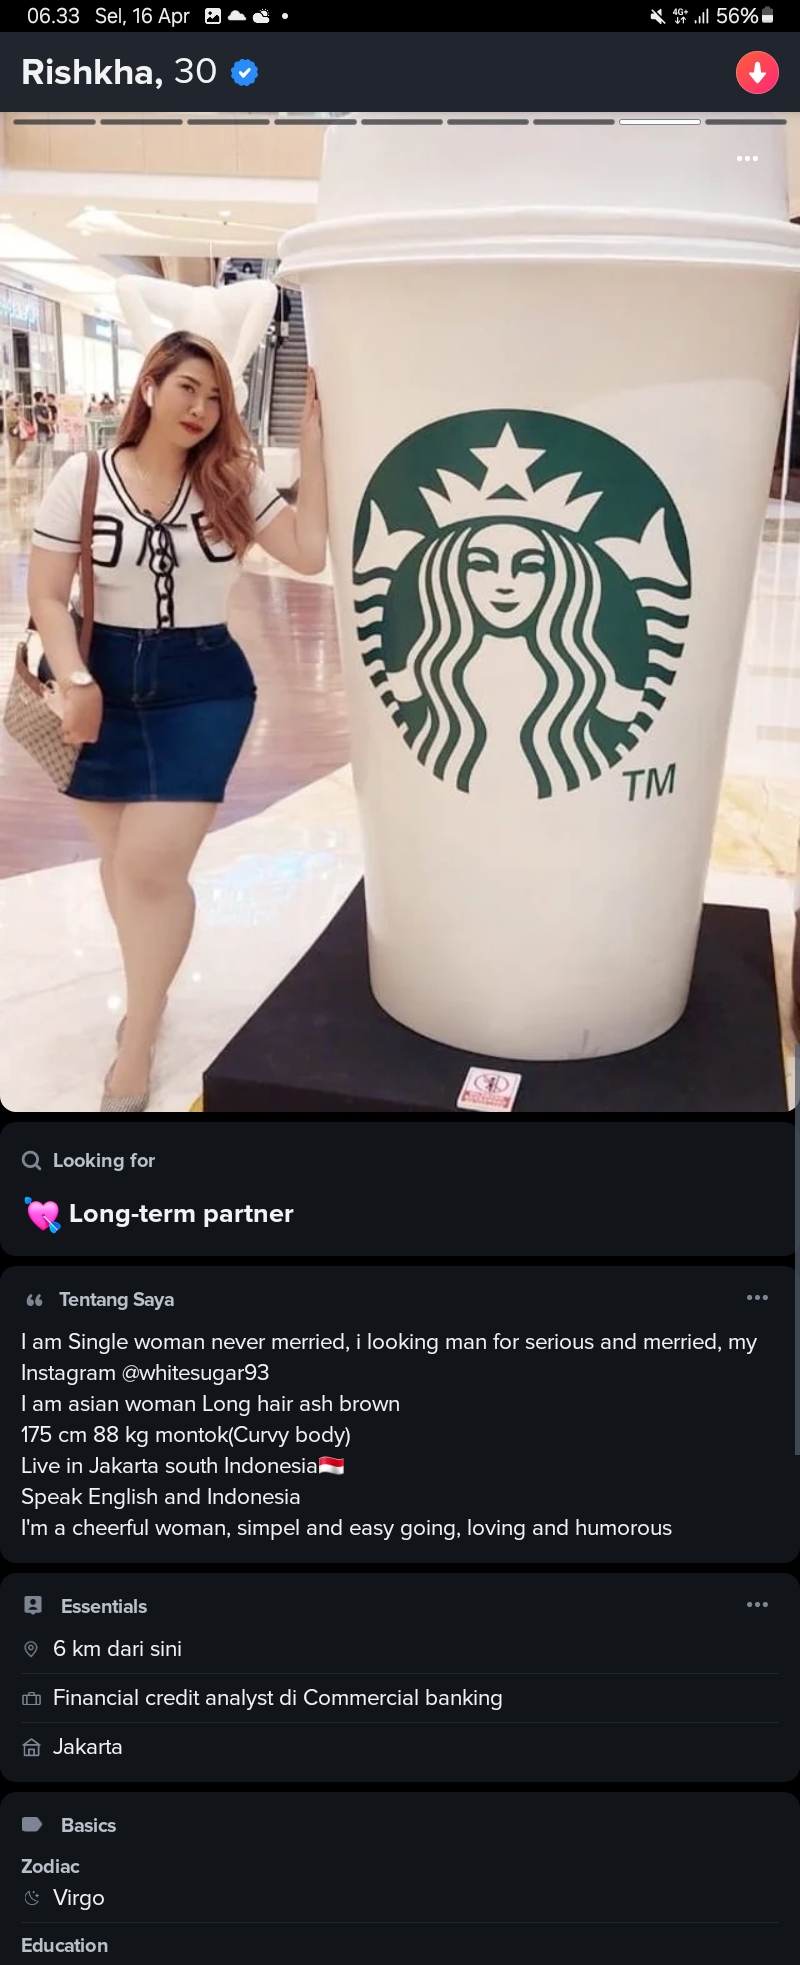 06.33 Sel, 16 Apr 4G+ 56%
Rishkha, 30
TM
Looking for
💘 Long-term partner
Tentang Saya
I am Single woman never merried, i looking man for serious and merried, my
Instagram @whitesugar93
I am asian woman Long hair ash brown
175 cm 88 kg montok(Curvy body)
Live in Jakarta south Indonesia🇮🇩
Speak English and Indonesia
I'm a cheerful woman, simpel and easy going, loving and humorous
Essentials
6 km dari sini
Financial credit analyst di Commercial banking
Jakarta
Basics
Zodiac
Virgo
Education